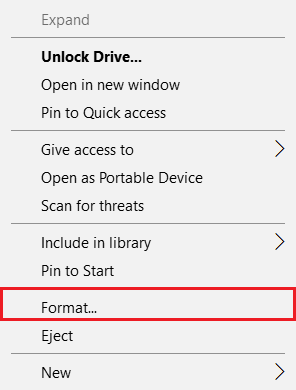 Expand
Unlock Drive...
Open in new window
Pin to Quick access
Give access to
Open as Portable Device
Scan for threats
Include in library
Pin to Start
Format...
Eject
New